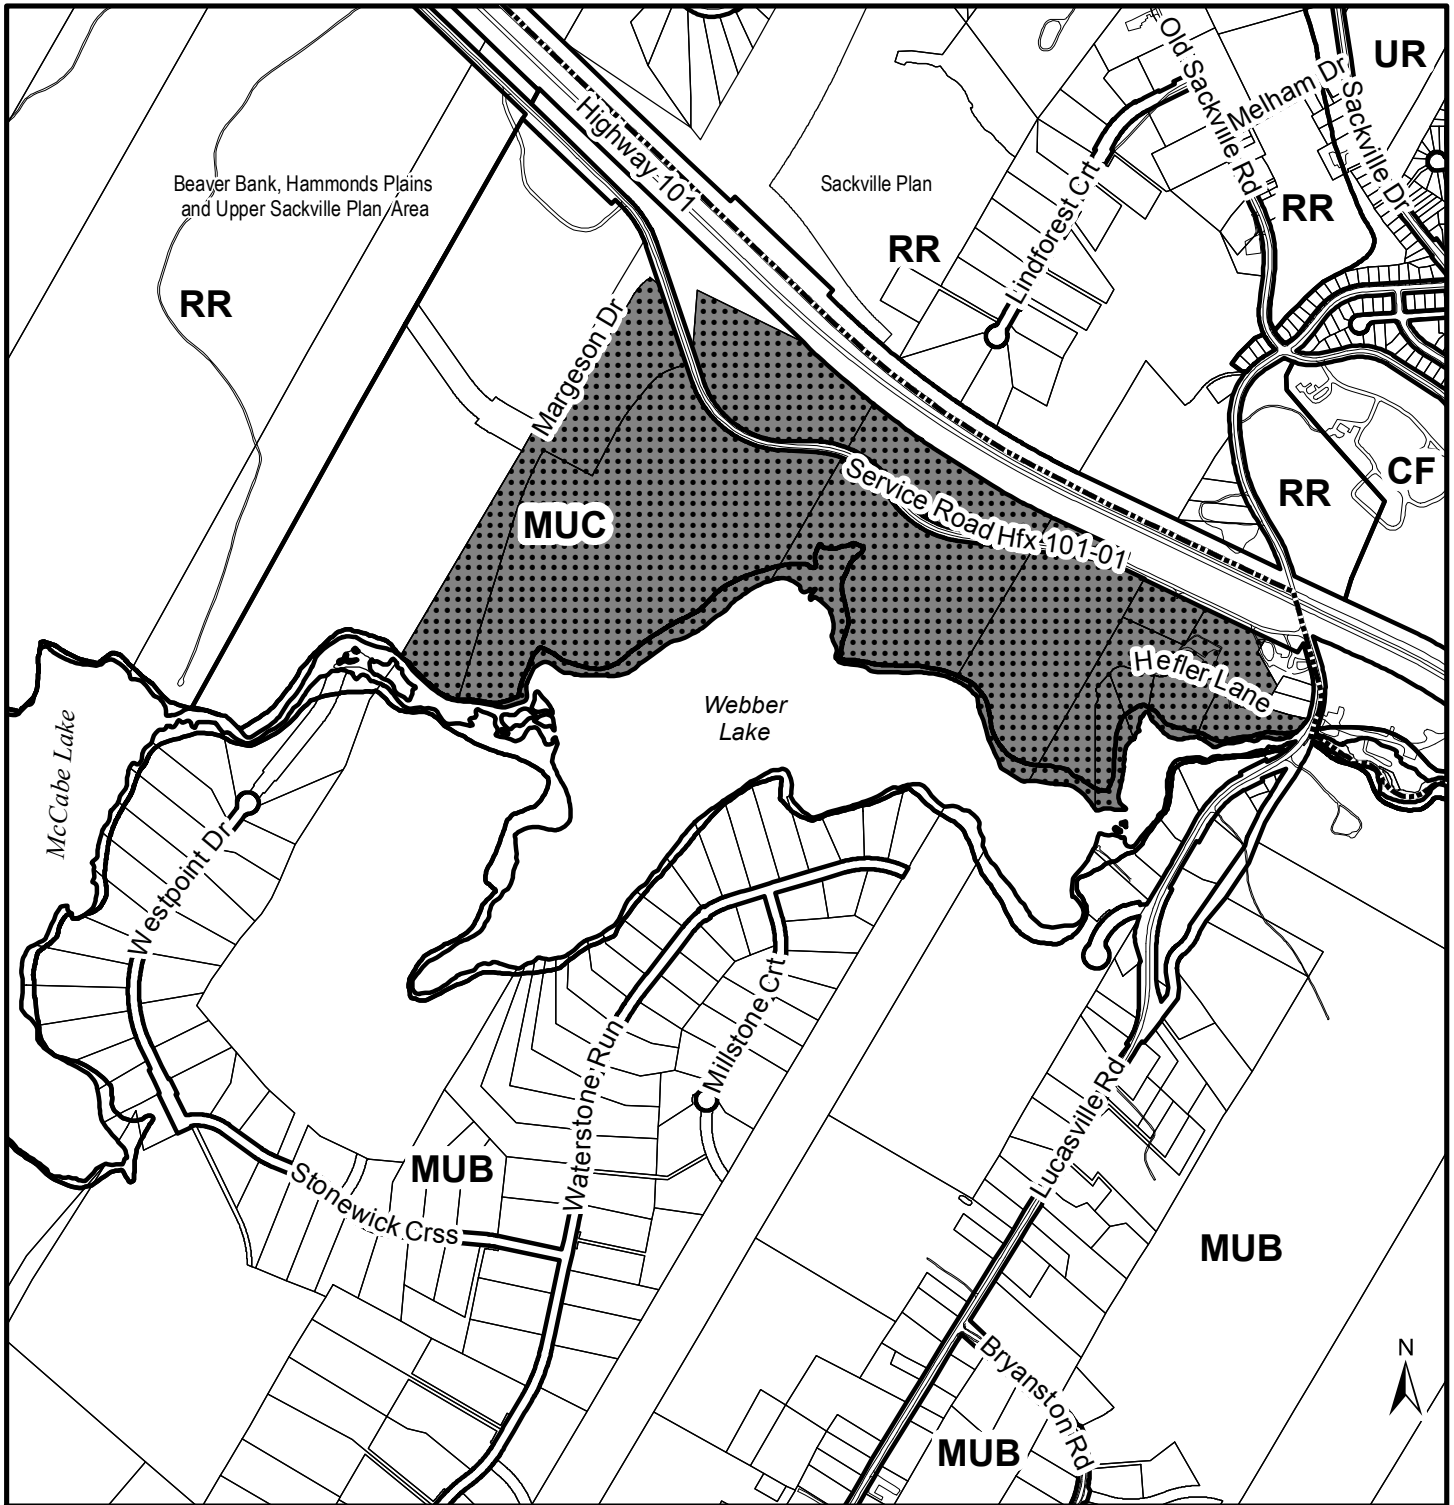 Old Sackville Rd
UR
Melham Dr
Sackville Dr
Highway 101
Beaver Bank, Hammonds Plains
and Upper Sackville Plan Area
Sackville Plan
Lindforest Crt
RR
RR
RR
Margeson Dr
Service Road Hfx 101-01
CF
RR
MUC
Hefler Lane
Webber
Lake
McCabe Lake
Westpoint Dr
Millstone Crt
Waterstone Run
Lucasville Rd
MUB
Stonewick Crss
MUB
N
Bryanston Rd
MUB